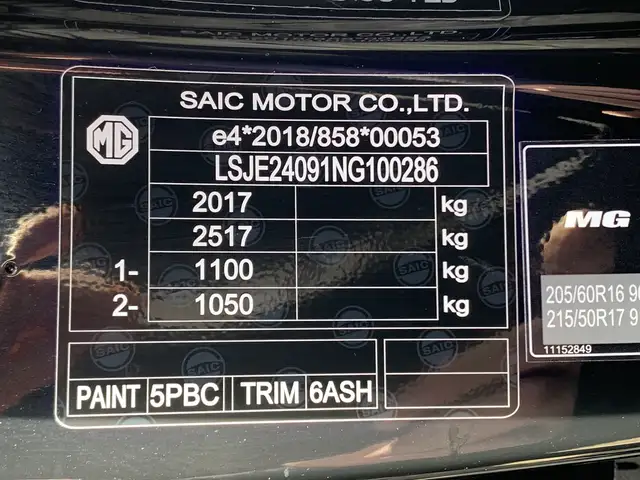 SAIC MOTOR CO.,LTD.
MG
e4*2018/858*00053
LSJE24091NG100286
2017 kg
2517 kg
1- 1100 kg
2- 1050 kg
PAINT 5PBC TRIM 6ASH
MG
205/60R16
215/50R17
11152849